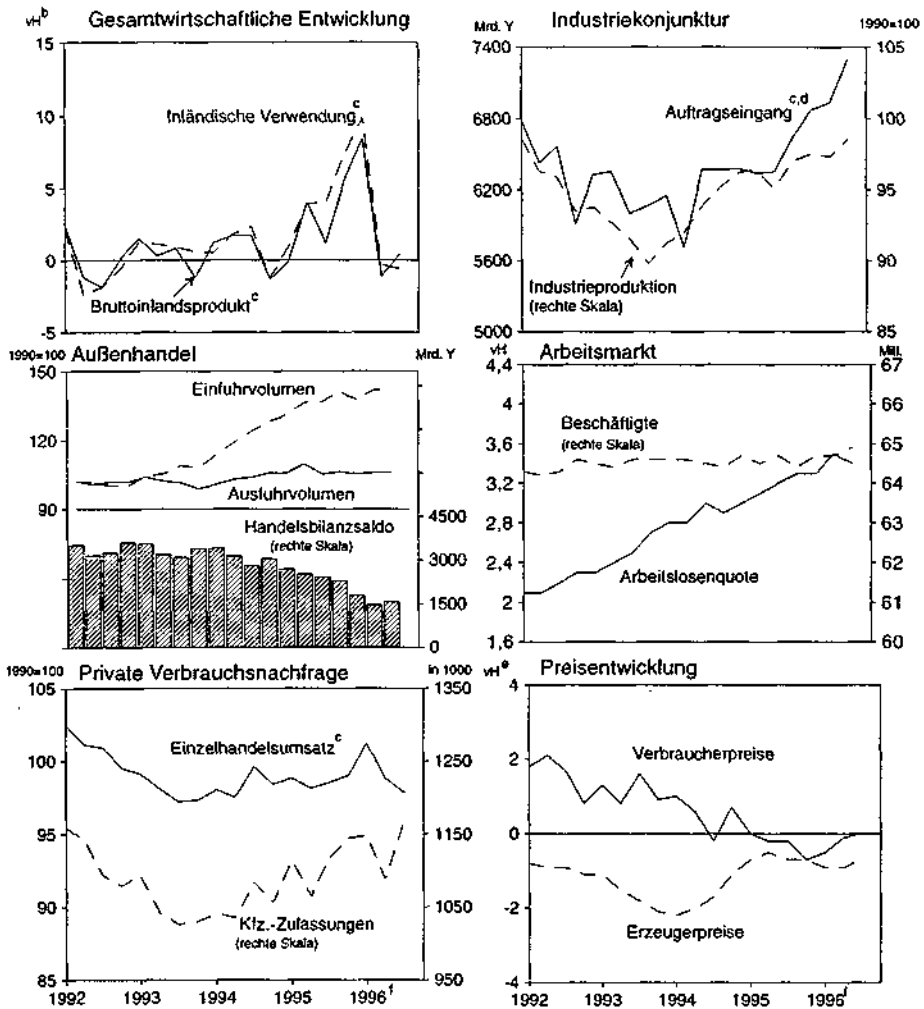 vH b
Gesamtwirtschaftliche Entwicklung
15
10
5
0
-5
Inländische Verwendung c
Bruttoinlandsprodukt c
Industriekonjunktur
Mrd. Y
1990=100
7400
6800
6200
5600
5000
105
100
95
90
85
Auftragseingang c,d
Industrieproduktion
(rechte Skala)
1990=100
Außenhandel
Mrd. Y
150
130
110
90
Einfuhrvolumen
Ausfuhrvolumen
Handelsbilanzsaldo
(rechte Skala)
4500
3000
1500
0
vH
Arbeitsmarkt
Mill.
4,4
4
3,6
3,2
2,8
2,4
2
1,6
67
66
65
64
63
62
61
60
Beschäftigte
(rechte Skala)
Arbeitslosenquote
1990=100
Private Verbrauchsnachfrage
in 1000
105
100
95
90
85
1350
1250
1150
1050
950
Einzelhandelsumsatz c
Kfz.-Zulassungen
(rechte Skala)
1992 1993 1994 1995 1996 f
vH e
Preisentwicklung
4
2
0
-2
-4
Verbraucherpreise
Erzeugerpreise
1992 1993 1994 1995 1996 f